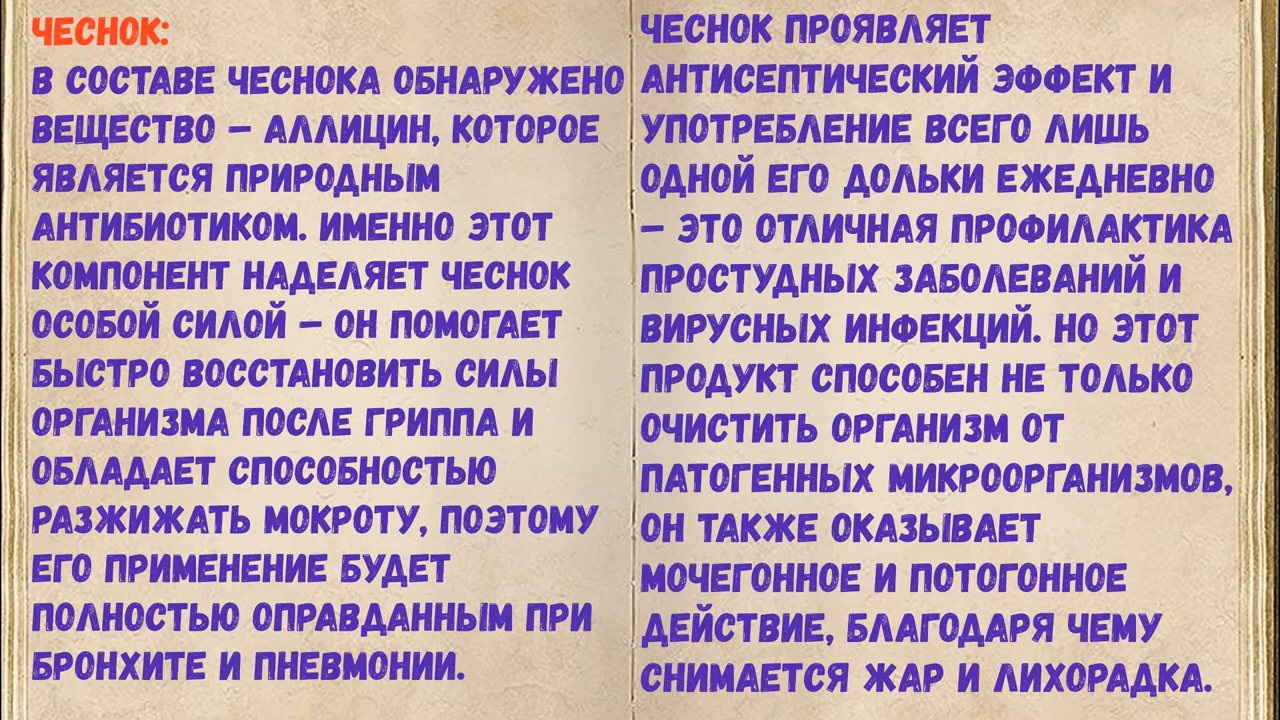 ЧЕСНОК:
В СОСТАВЕ ЧЕСНОКА ОБНАРУЖЕНО
ВЕЩЕСТВО – АЛЛИЦИН, КОТОРОЕ
ЯВЛЯЕТСЯ ПРИРОДНЫМ
АНТИБИОТИКОМ. ИМЕННО ЭТОТ
КОМПОНЕНТ НАДЕЛЯЕТ ЧЕСНОК
ОСОБОЙ СИЛОЙ – ОН ПОМОГАЕТ
БЫСТРО ВОССТАНОВИТЬ СИЛЫ
ОРГАНИЗМА ПОСЛЕ ГРИППА И
ОБЛАДАЕТ СПОСОБНОСТЬЮ
РАЗЖИЖАТЬ МОКРОТУ, ПОЭТОМУ
ЕГО ПРИМЕНЕНИЕ БУДЕТ
ПОЛНОСТЬЮ ОПРАВДАННЫМ ПРИ
БРОНХИТЕ И ПНЕВМОНИИ.
ЧЕСНОК ПРОЯВЛЯЕТ
АНТИСЕПТИЧЕСКИЙ ЭФФЕКТ И
УПОТРЕБЛЕНИЕ ВСЕГО ЛИШЬ
ОДНОЙ ЕГО ДОЛЬКИ ЕЖЕДНЕВНО
– ЭТО ОТЛИЧНАЯ ПРОФИЛАКТИКА
ПРОСТУДНЫХ ЗАБОЛЕВАНИЙ И
ВИРУСНЫХ ИНФЕКЦИЙ. НО ЭТОТ
ПРОДУКТ СПОСОБЕН НЕ ТОЛЬКО
ОЧИСТИТЬ ОРГАНИЗМ ОТ
ПАТОГЕННЫХ МИКРООРГАНИЗМОВ,
ОН ТАКЖЕ ОКАЗЫВАЕТ
МОЧЕГОННОЕ И ПОТОГОННОЕ
ДЕЙСТВИЕ, БЛАГОДАРЯ ЧЕМУ
СНИМАЕТСЯ ЖАР И ЛИХОРАДКА.